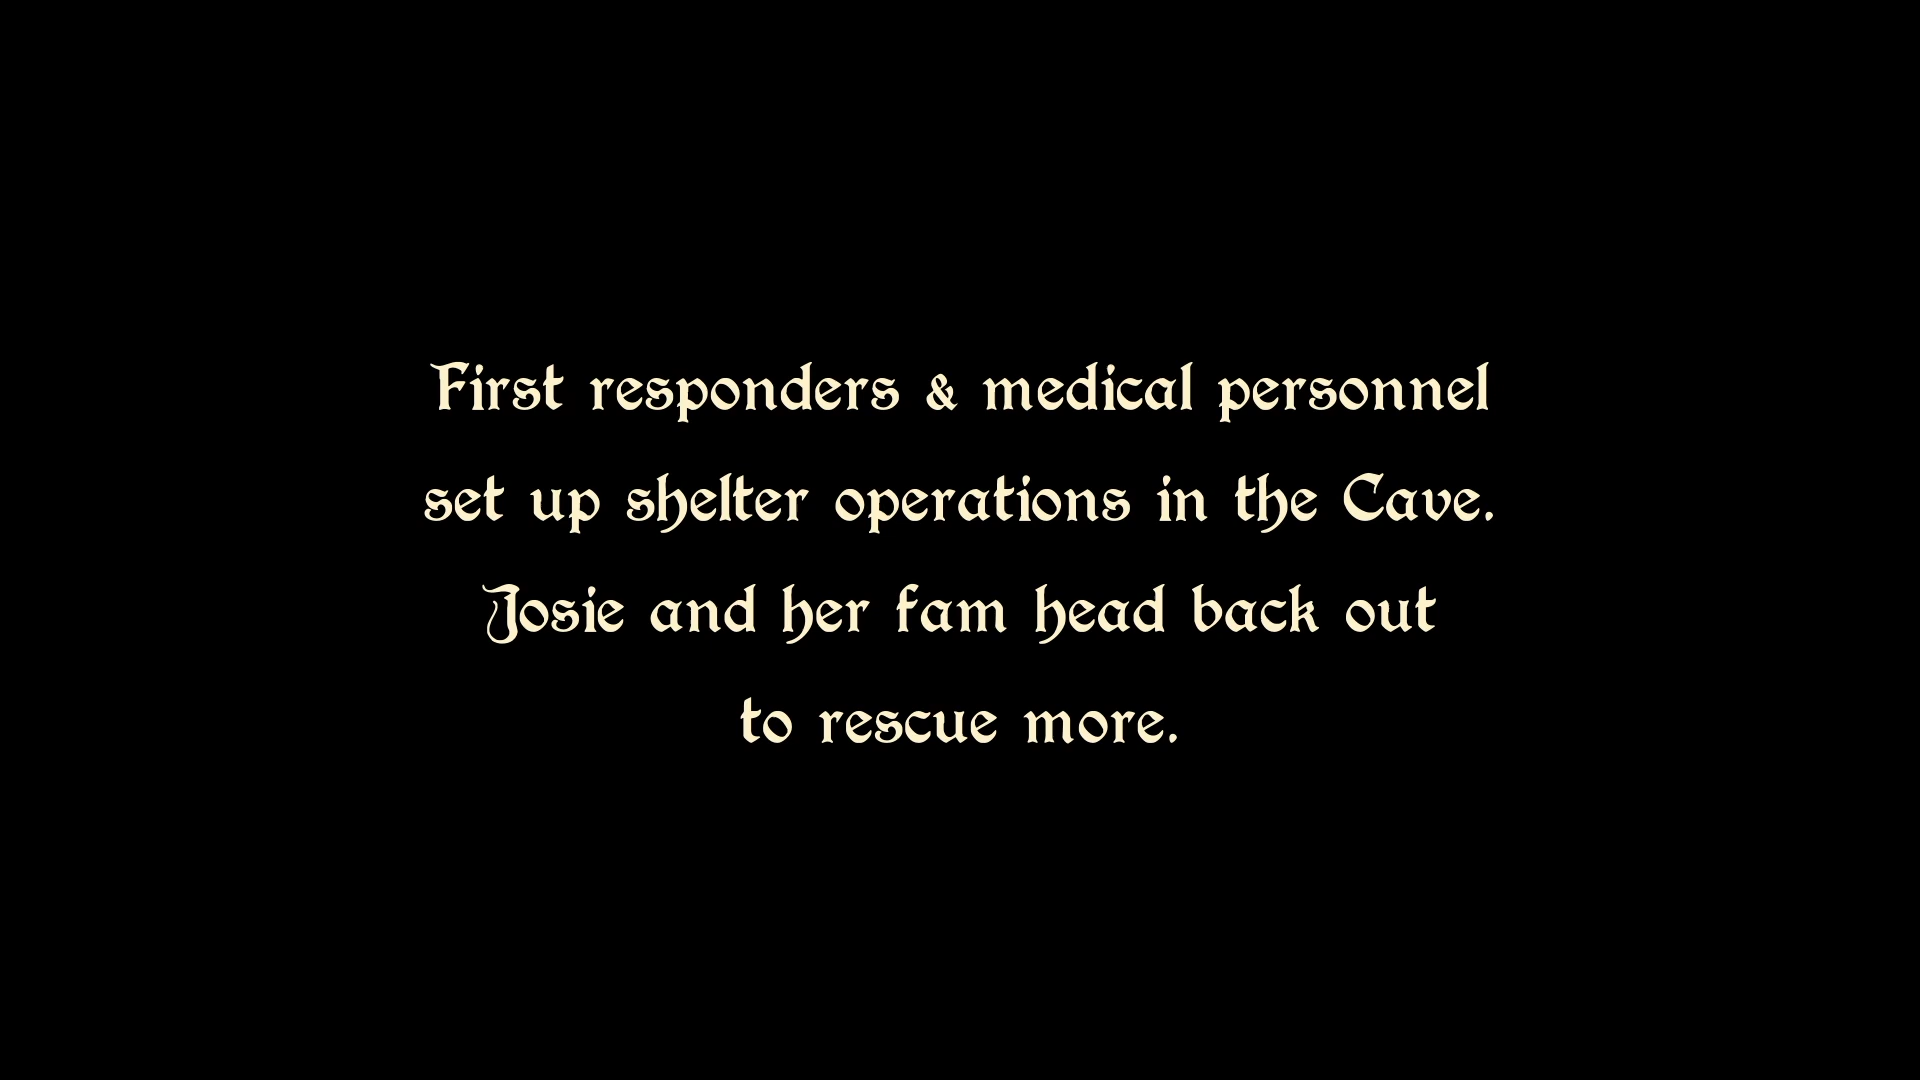 First responders & medical personnel
set up shelter operations in the Cave.
Josie and her fam head back out
to rescue more.